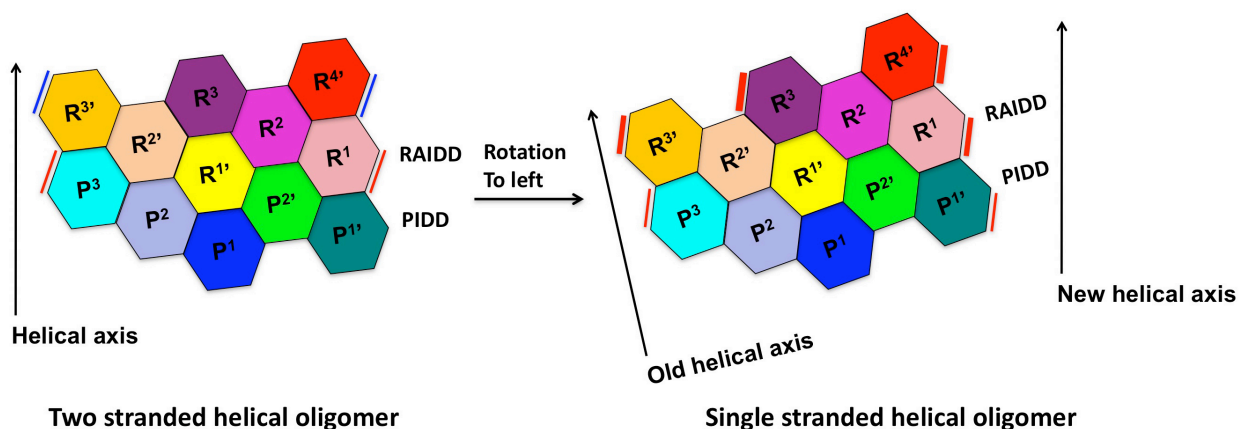 R³'
R³
R⁴'
R²'
R²
R¹'
R¹
P³
P²
P²'
P¹
P¹'
RAIDD
PIDD
Helical axis
Rotation
To left
R⁴'
R³
R²
R¹
R³'
R²'
R¹'
P²'
P¹'
P³
P²
P¹
RAIDD
PIDD
Old helical axis
New helical axis
Two stranded helical oligomer
Single stranded helical oligomer